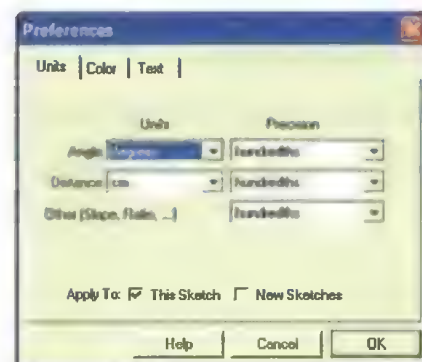 Preferences
Units Color Text
Units Precision
Angle degrees hundredths
Distance cm hundredths
Other (Slope, Ratio, ...) hundredths
Apply To: This Sketch New Sketches
Help Cancel OK